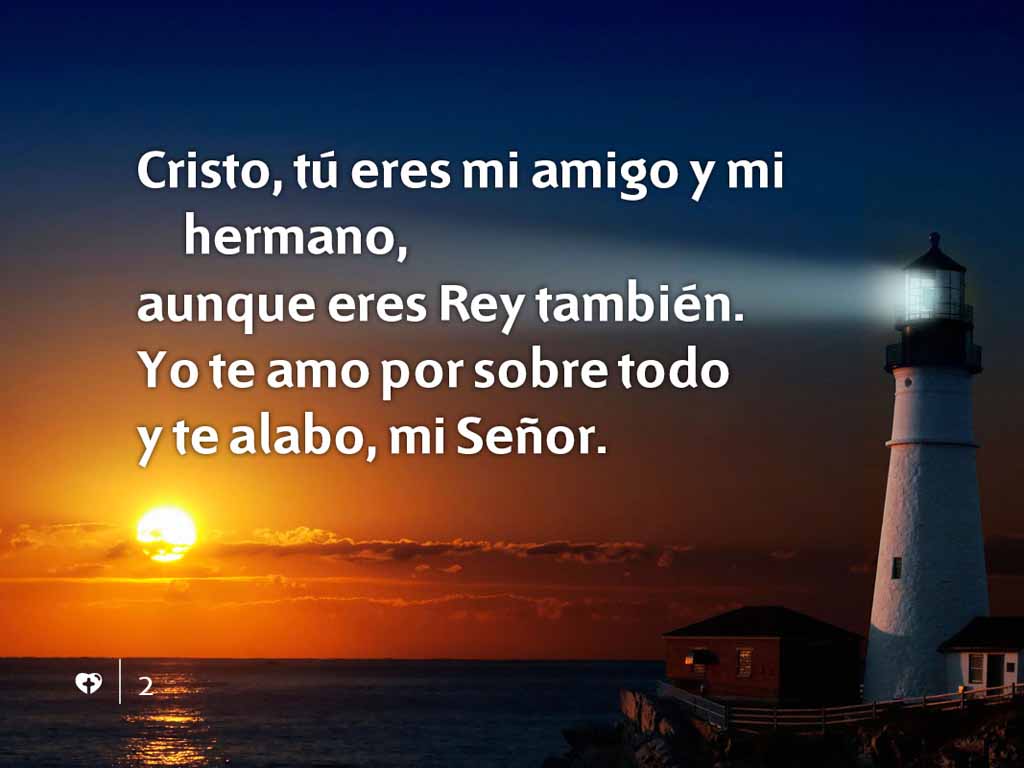 Cristo, tú eres mi amigo y mi
hermano,
aunque eres Rey también.
Yo te amo por sobre todo
y te alabo, mi Señor.
2